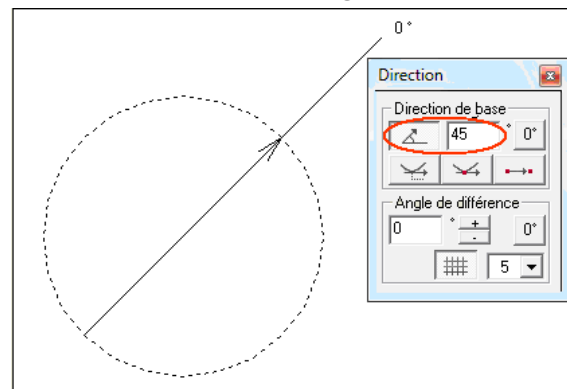 0 °
Direction
Direction de base
45 ° 0°
Angle de différence
0 ° + - 0°
5